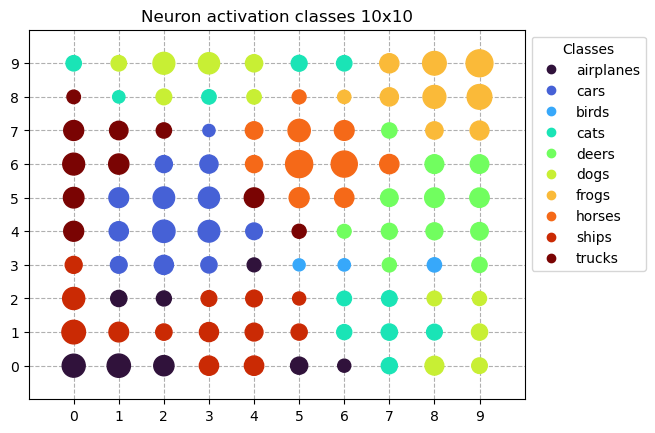 Neuron activation classes 10x10
9
8
7
6
5
4
3
2
1
0
0 1 2 3 4 5 6 7 8 9
Classes
airplanes
cars
birds
cats
deers
dogs
frogs
horses
ships
trucks